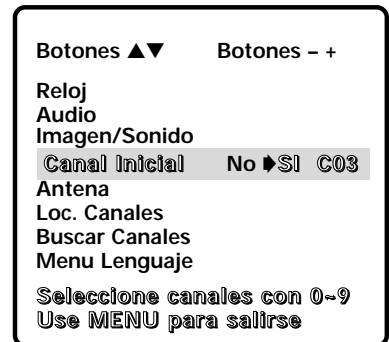 Botones ▲▼ Botones – +
Reloj
Audio
Imagen/Sonido
Canal Inicial No ➧SI C03
Antena
Loc. Canales
Buscar Canales
Menu Lenguaje
Seleccione canales con 0~9
Use MENU para salirse